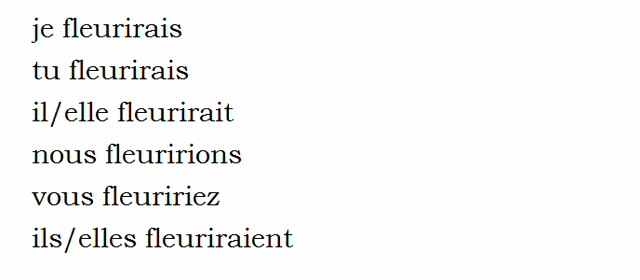 je fleurirais
tu fleurirais
il/elle fleurirait
nous fleuririons
vous fleuririez
ils/elles fleuriraient